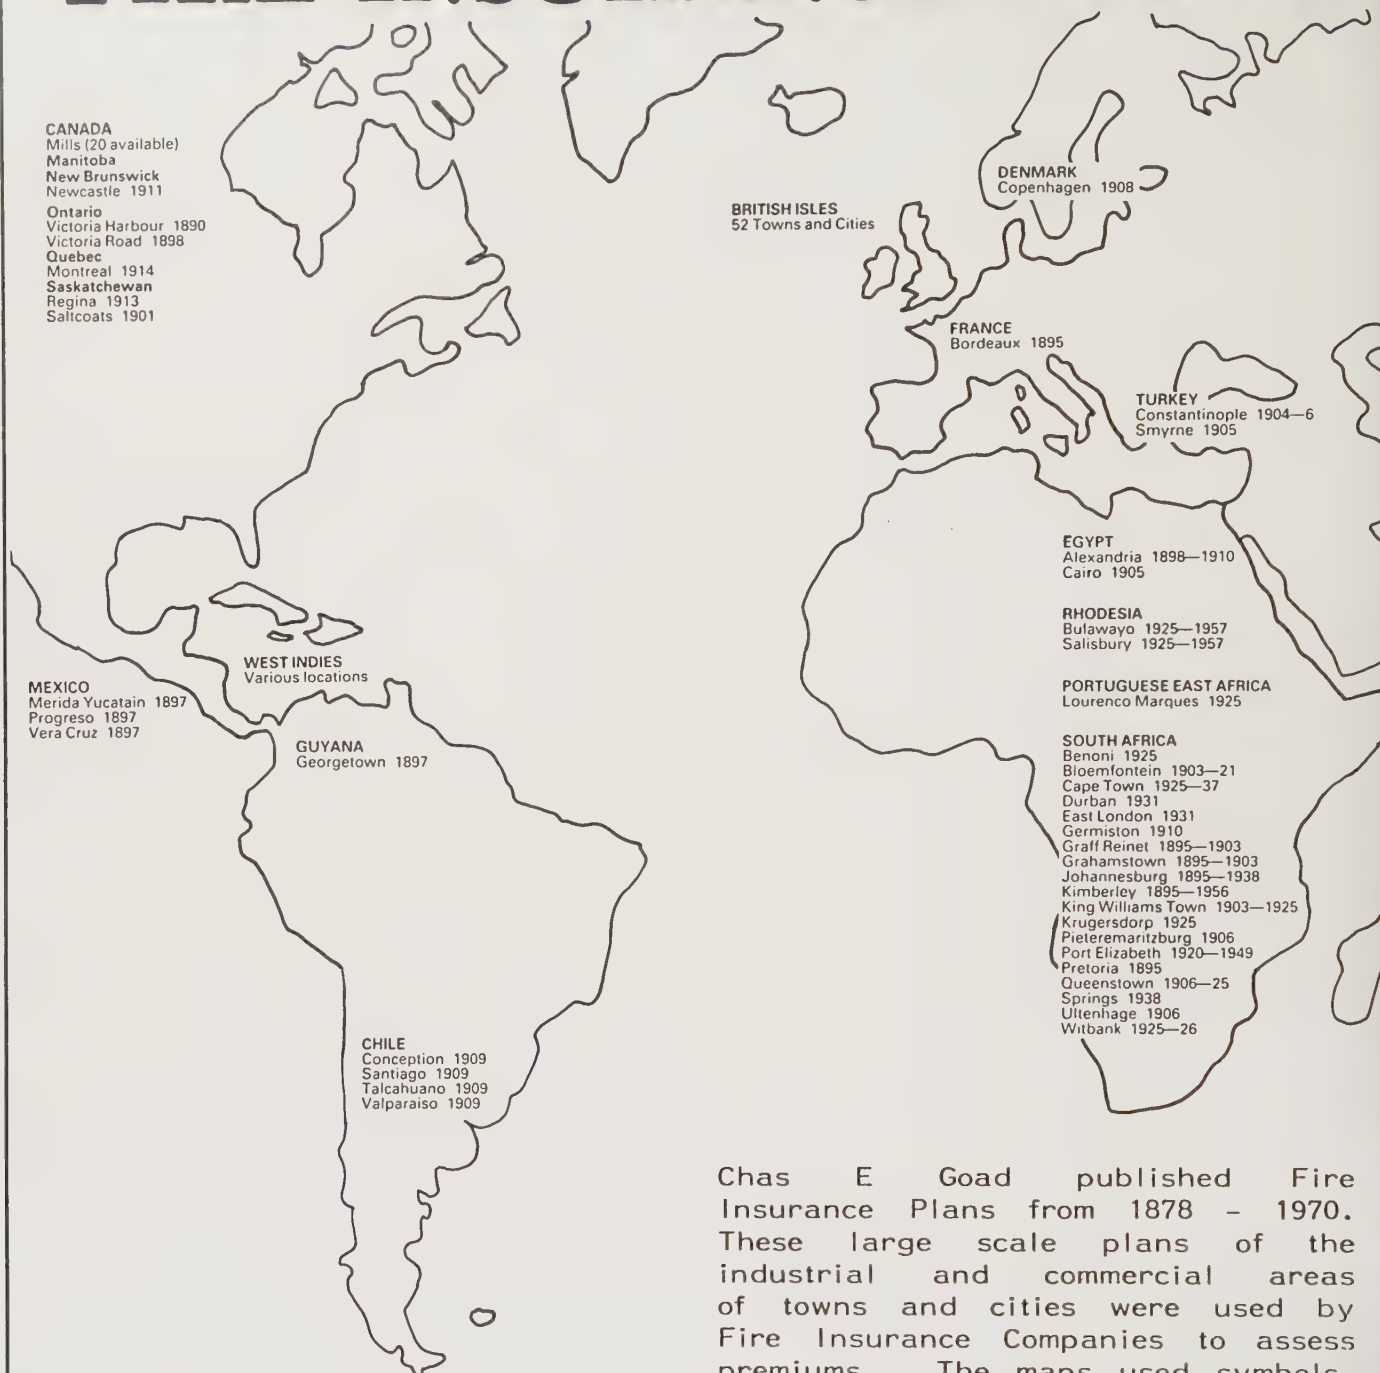 CANADA
Mills (20 available)
Manitoba
New Brunswick
Newcastle 1911
Ontario
Victoria Harbour 1890
Victoria Road 1898
Quebec
Montreal 1914
Saskatchewan
Regina 1913
Saltcoats 1901
BRITISH ISLES
52 Towns and Cities
DENMARK
Copenhagen 1908
FRANCE
Bordeaux 1895
TURKEY
Constantinople 1904—6
Smyrne 1905
EGYPT
Alexandria 1898—1910
Cairo 1905
RHODESIA
Bulawayo 1925—1957
Salisbury 1925—1957
PORTUGUESE EAST AFRICA
Lourenco Marques 1925
WEST INDIES
Various locations
MEXICO
Merida Yucatain 1897
Progreso 1897
Vera Cruz 1897
GUYANA
Georgetown 1897
SOUTH AFRICA
Benoni 1925
Bloemfontein 1903—21
Cape Town 1925—37
Durban 1931
East London 1931
Germiston 1910
Graff Reinet 1895—1903
Grahamstown 1895—1903
Johannesburg 1895—1938
Kimberley 1895—1956
King Williams Town 1903—1925
Krugersdorp 1925
Pieteremaritzburg 1906
Port Elizabeth 1920—1949
Pretoria 1895
Queenstown 1906—25
Springs 1938
Ultenhage 1906
Witbank 1925—26
CHILE
Conception 1909
Santiago 1909
Talcahuano 1909
Valparaiso 1909
Chas E Goad published Fire
Insurance Plans from 1878 - 1970.
These large scale plans of the
industrial and commercial areas
of towns and cities were used by
Fire Insurance Companies to assess
premiums. The maps used symbols,